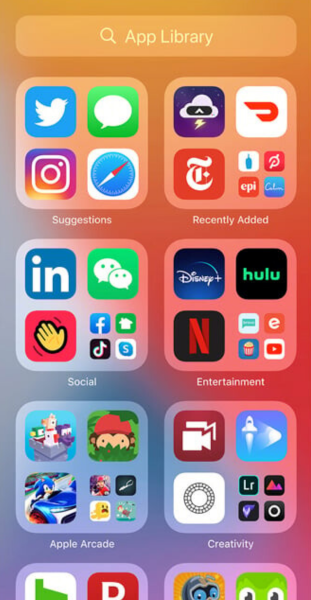 App Library
Suggestions
epi
Calm
Recently Added
in
Social
Disney+
hulu
N
Entertainment
Apple Arcade
Lr
Creativity